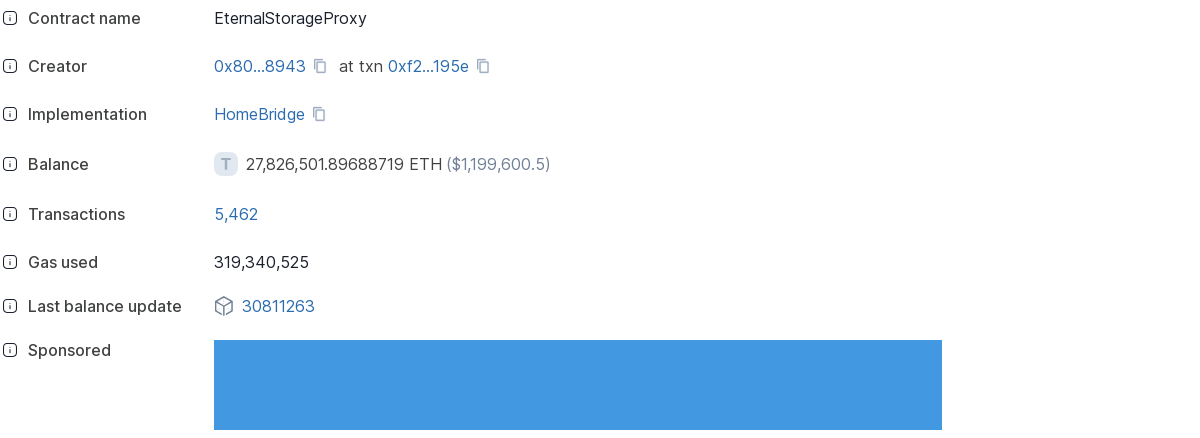 Contract name EternalStorageProxy
Creator 0x80...8943 at txn 0xf2...195e
Implementation HomeBridge
Balance T 27,826,501.89688719 ETH ($1,199,600.5)
Transactions 5,462
Gas used 319,340,525
Last balance update 30811263
Sponsored